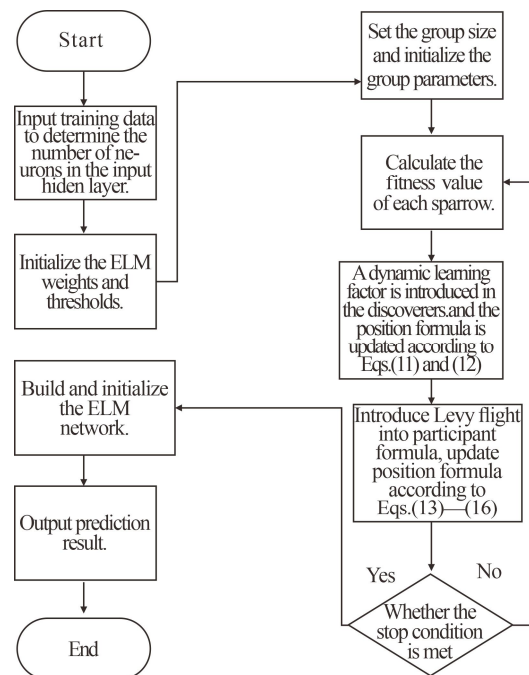 Start
Input training data
to determine the
number of ne-
urons in the input
hiden layer.
Initialize the ELM
weights and
thresholds.
Set the group size
and initialize the
group parameters.
Calculate the
fitness value
of each sparrow.
A dynamic learning
factor is introduced in
the discoverers.and the
position formula is
updated according to
Eqs.(11) and (12)
Introduce Levy flight
into participant
formula, update
position formula
according to
Eqs.(13)—(16)
Yes
No
Whether the
stop condition
is met
Build and initialize
the ELM
network.
Output prediction
result.
End